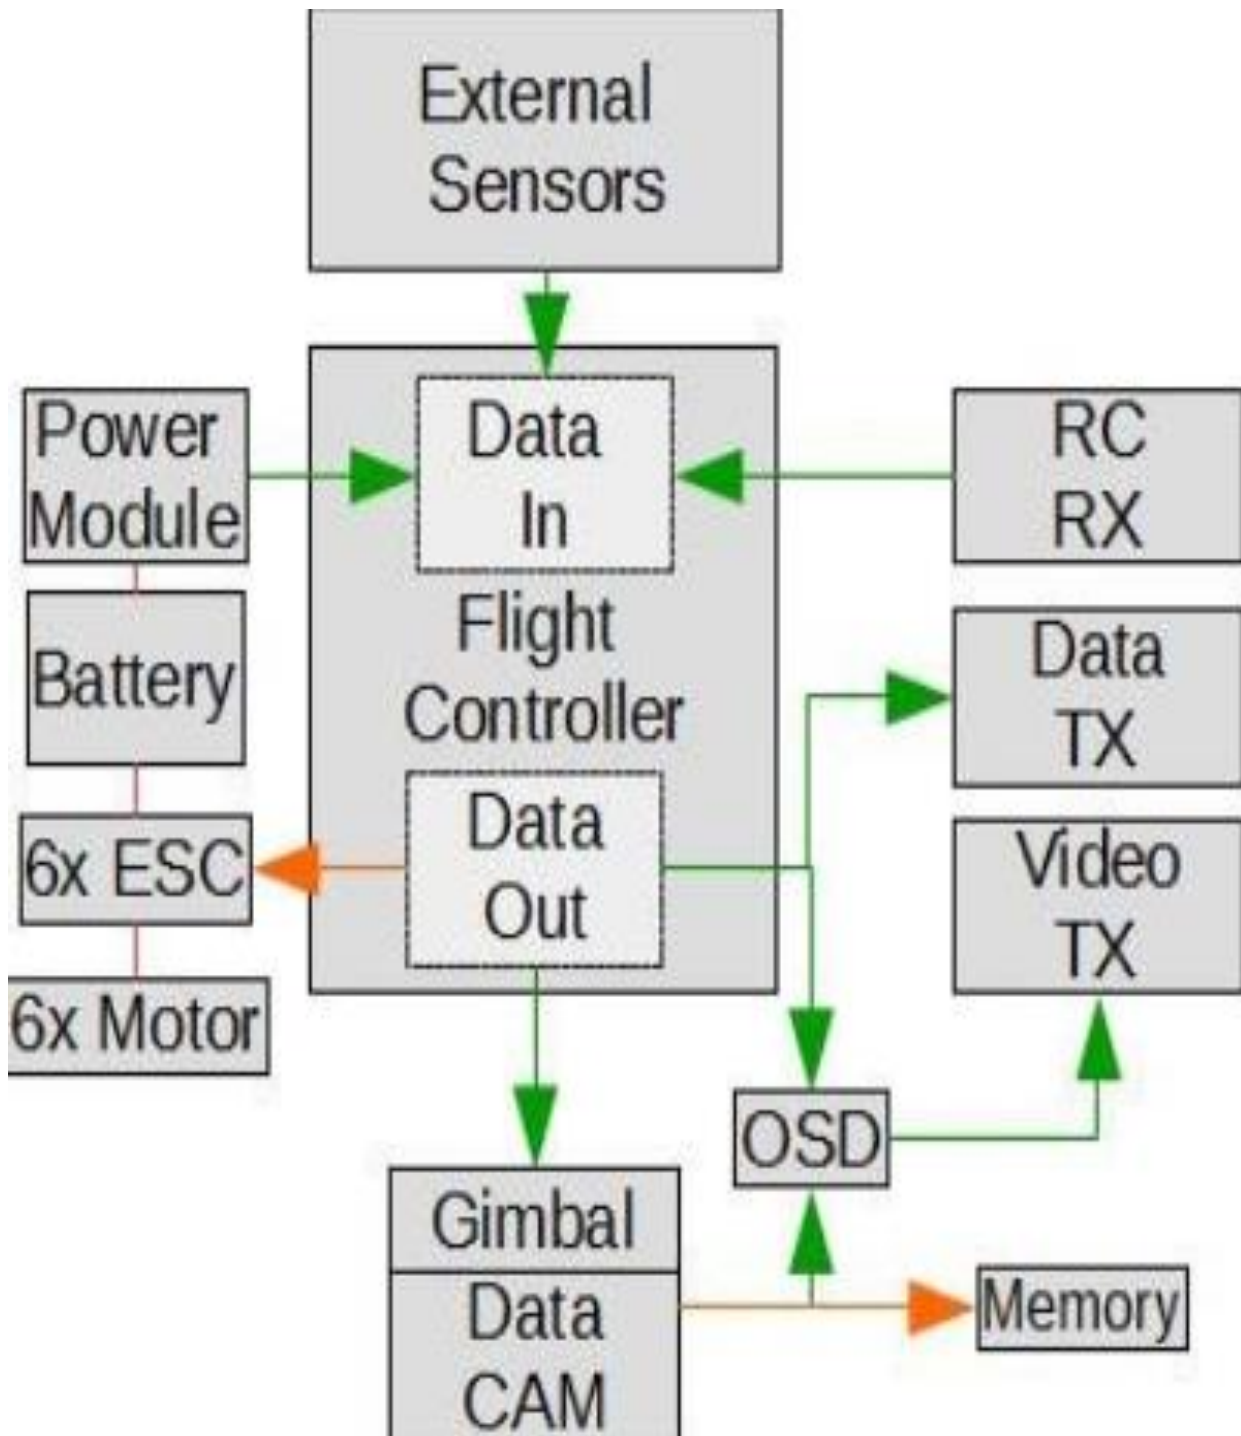 External
Sensors
Power
Module
Data
In
RC
RX
Flight
Controller
Battery
Data
TX
6x ESC
Data
Out
Video
TX
6x Motor
OSD
Gimbal
Data
CAM
Memory